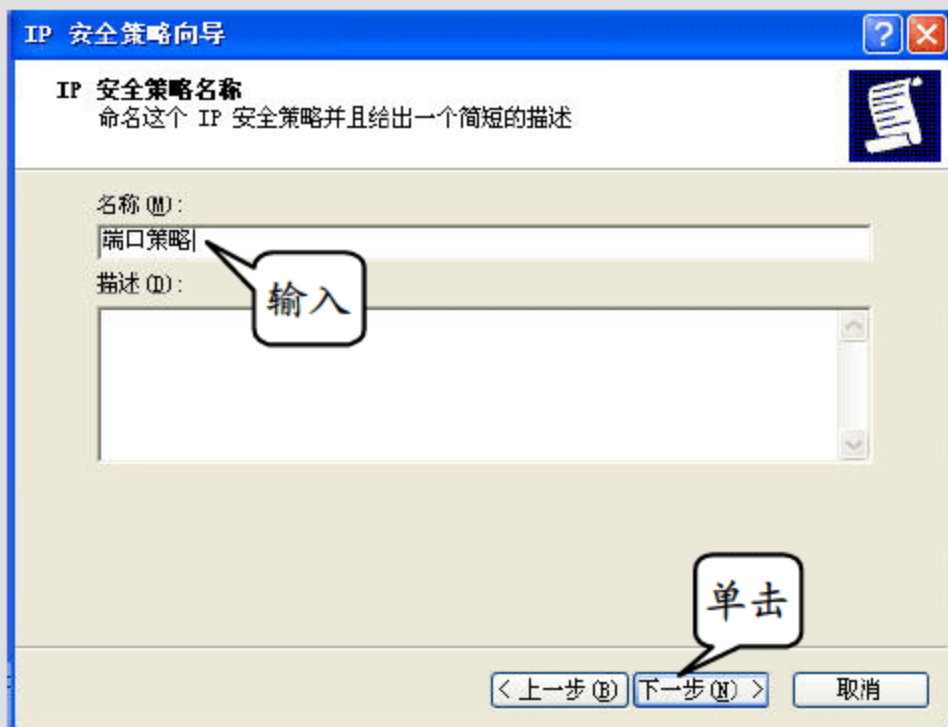 IP 安全策略向导
IP 安全策略名称
命名这个 IP 安全策略并且给出一个简短的描述
名称(M):
端口策略
输入
描述(D):
单击
< 上一步(B)
下一步(N) >
取消